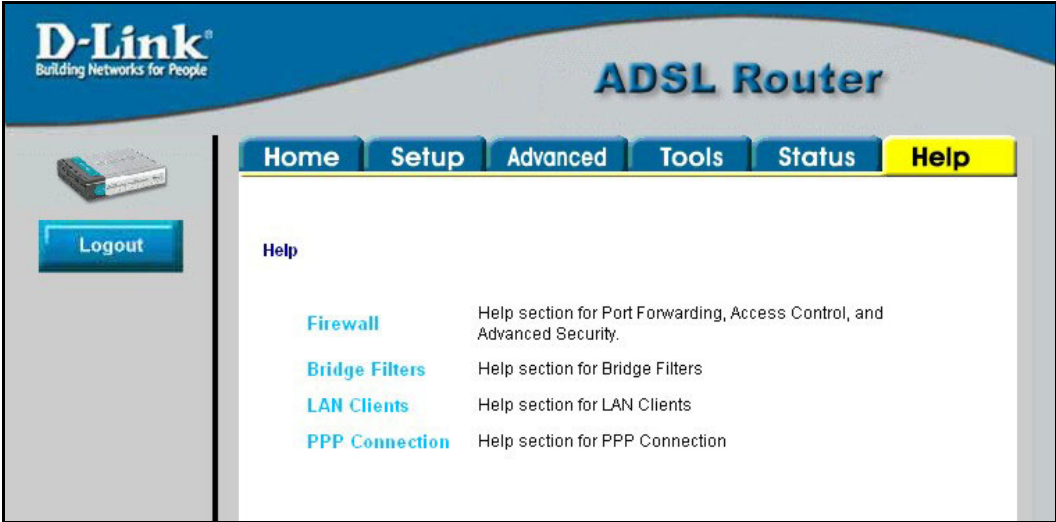 D-Link®
Building Networks for People
ADSL Router
Home Setup Advanced Tools Status Help
Logout
Help
Firewall Help section for Port Forwarding, Access Control, and
Advanced Security.
Bridge Filters Help section for Bridge Filters
LAN Clients Help section for LAN Clients
PPP Connection Help section for PPP Connection